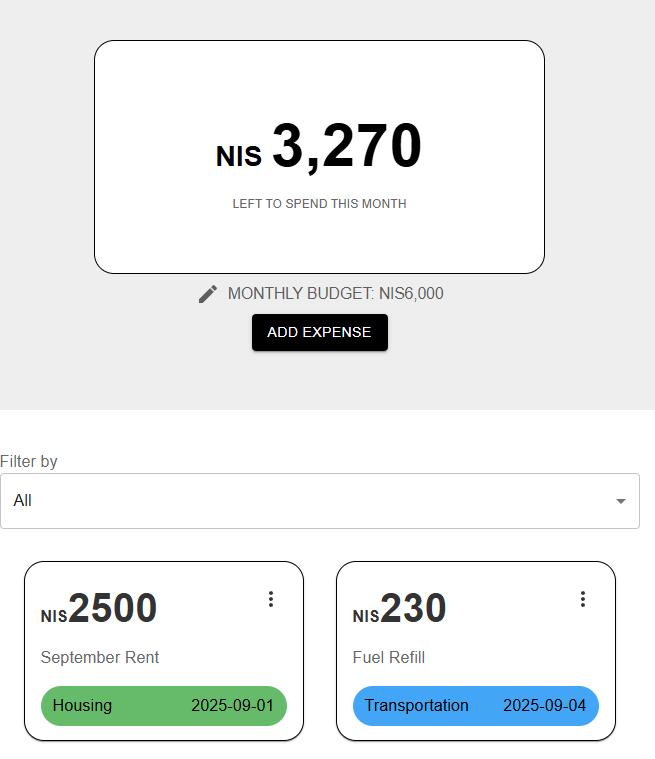 NIS 3,270
LEFT TO SPEND THIS MONTH
MONTHLY BUDGET: NIS6,000
ADD EXPENSE
Filter by
All
NIS2500
September Rent
Housing 2025-09-01
NIS230
Fuel Refill
Transportation 2025-09-04